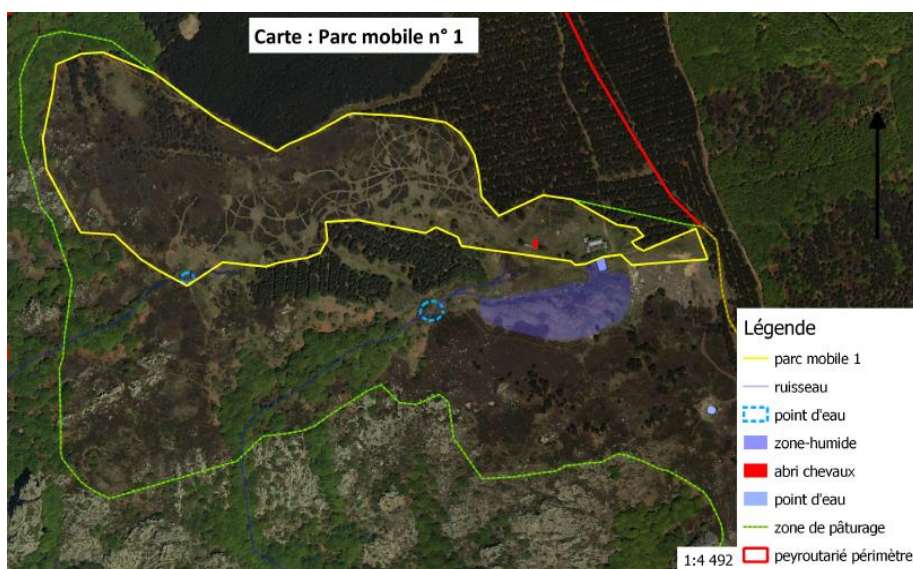 Carte : Parc mobile n° 1
Légende
parc mobile 1
ruisseau
point d'eau
zone-humide
abri chevaux
point d'eau
zone de pâturage
peyroutarié périmètre
1:4 492